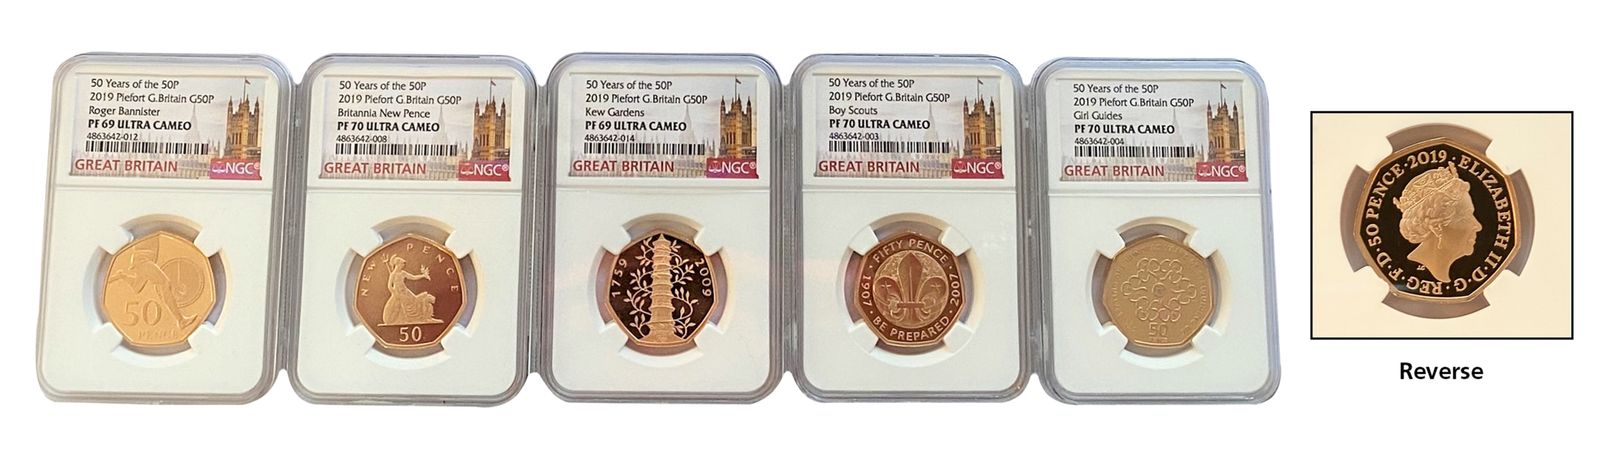 50 Years of the 50P
2019 Piefort G.Britain G50P
Roger Bannister
PF 69 ULTRA CAMEO
4863642-012
GREAT BRITAIN
NGC®
50
PENCE
50 Years of the 50P
2019 Piefort G.Britain G50P
Britannia New Pence
PF 70 ULTRA CAMEO
4863642-008
GREAT BRITAIN
NGC®
NEW PENCE
50
50 Years of the 50P
2019 Piefort G.Britain G50P
Kew Gardens
PF 69 ULTRA CAMEO
4863642-014
GREAT BRITAIN
NGC®
1759 2009
50 Years of the 50P
2019 Piefort G.Britain G50P
Boy Scouts
PF 70 ULTRA CAMEO
4863642-003
GREAT BRITAIN
NGC®
FIFTY PENCE
1907 2007
· BE PREPARED ·
50 Years of the 50P
2019 Piefort G.Britain G50P
Girl Guides
PF 70 ULTRA CAMEO
4863642-004
GREAT BRITAIN
NGC®
50
ELIZABETH II·D·G·REG·F·D·50 PENCE·2019·
Reverse